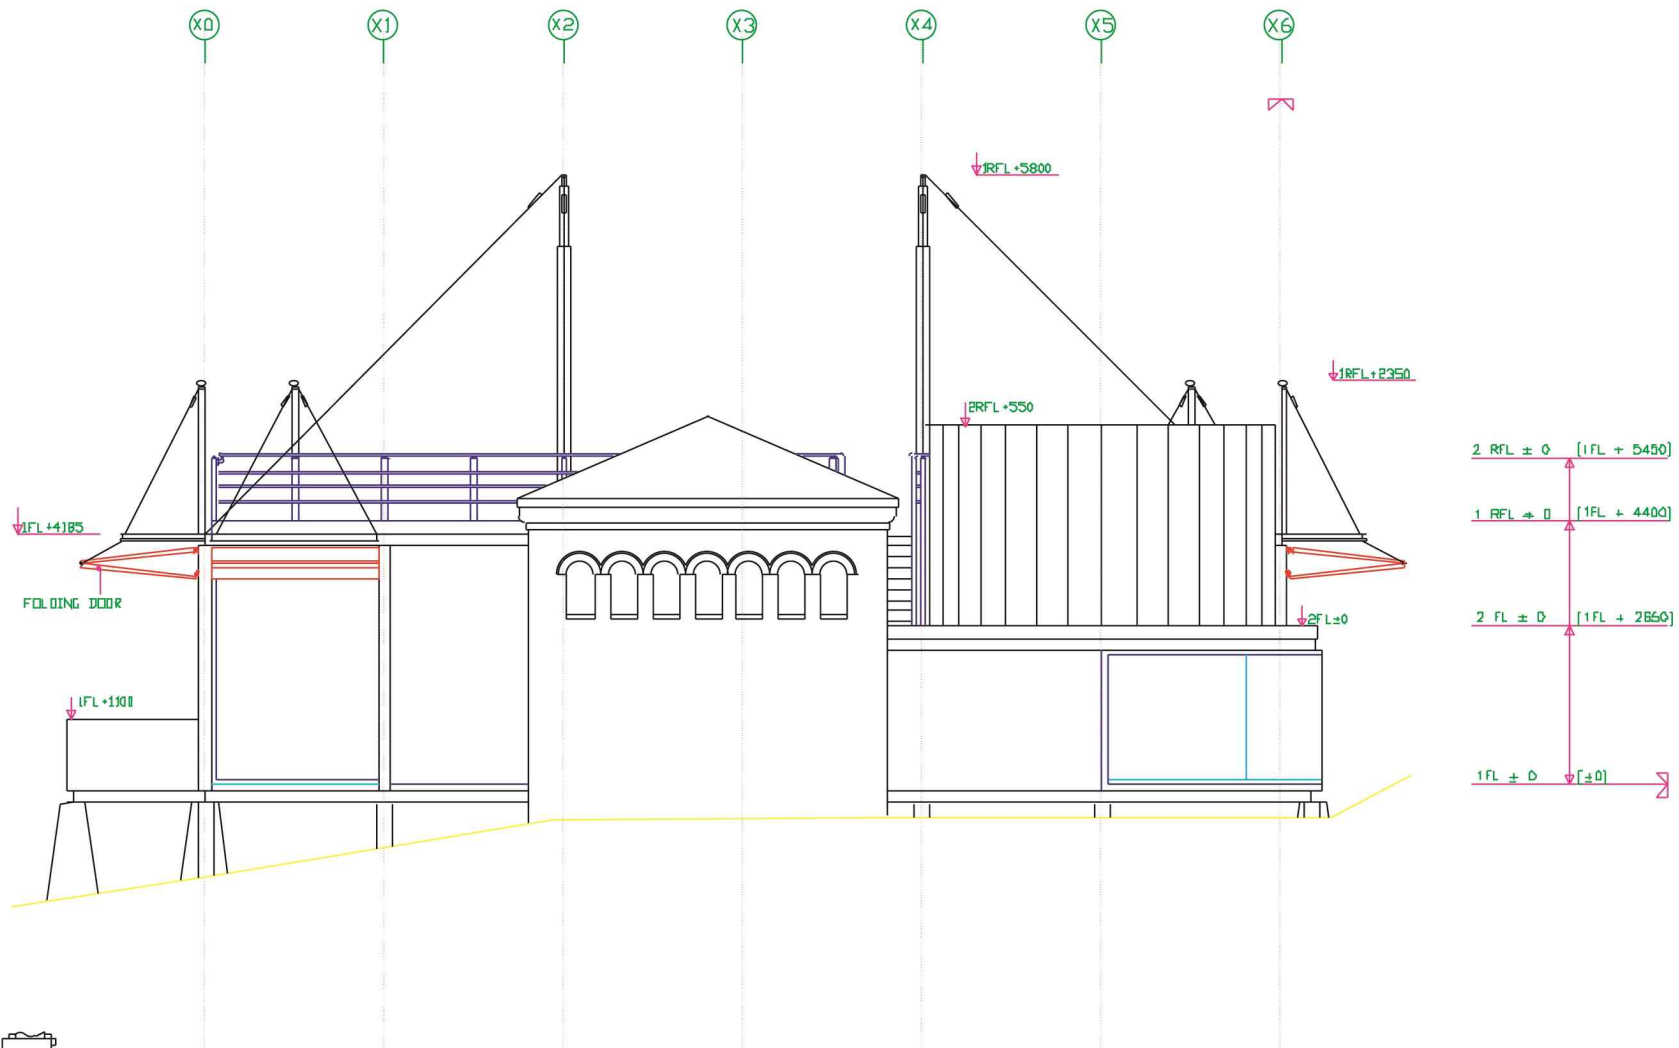 X0 X1 X2 X3 X4 X5 X6
1RFL +5800
1RFL+2350
2RFL +550
2 RFL ± 0 [1FL + 5450]
1 RFL ± 0 [1FL + 4400]
1FL +4185
FOLDING DOOR
2FL±0
2 FL ± 0 [1FL + 2650]
1FL +1100
1FL ± 0 [±0]